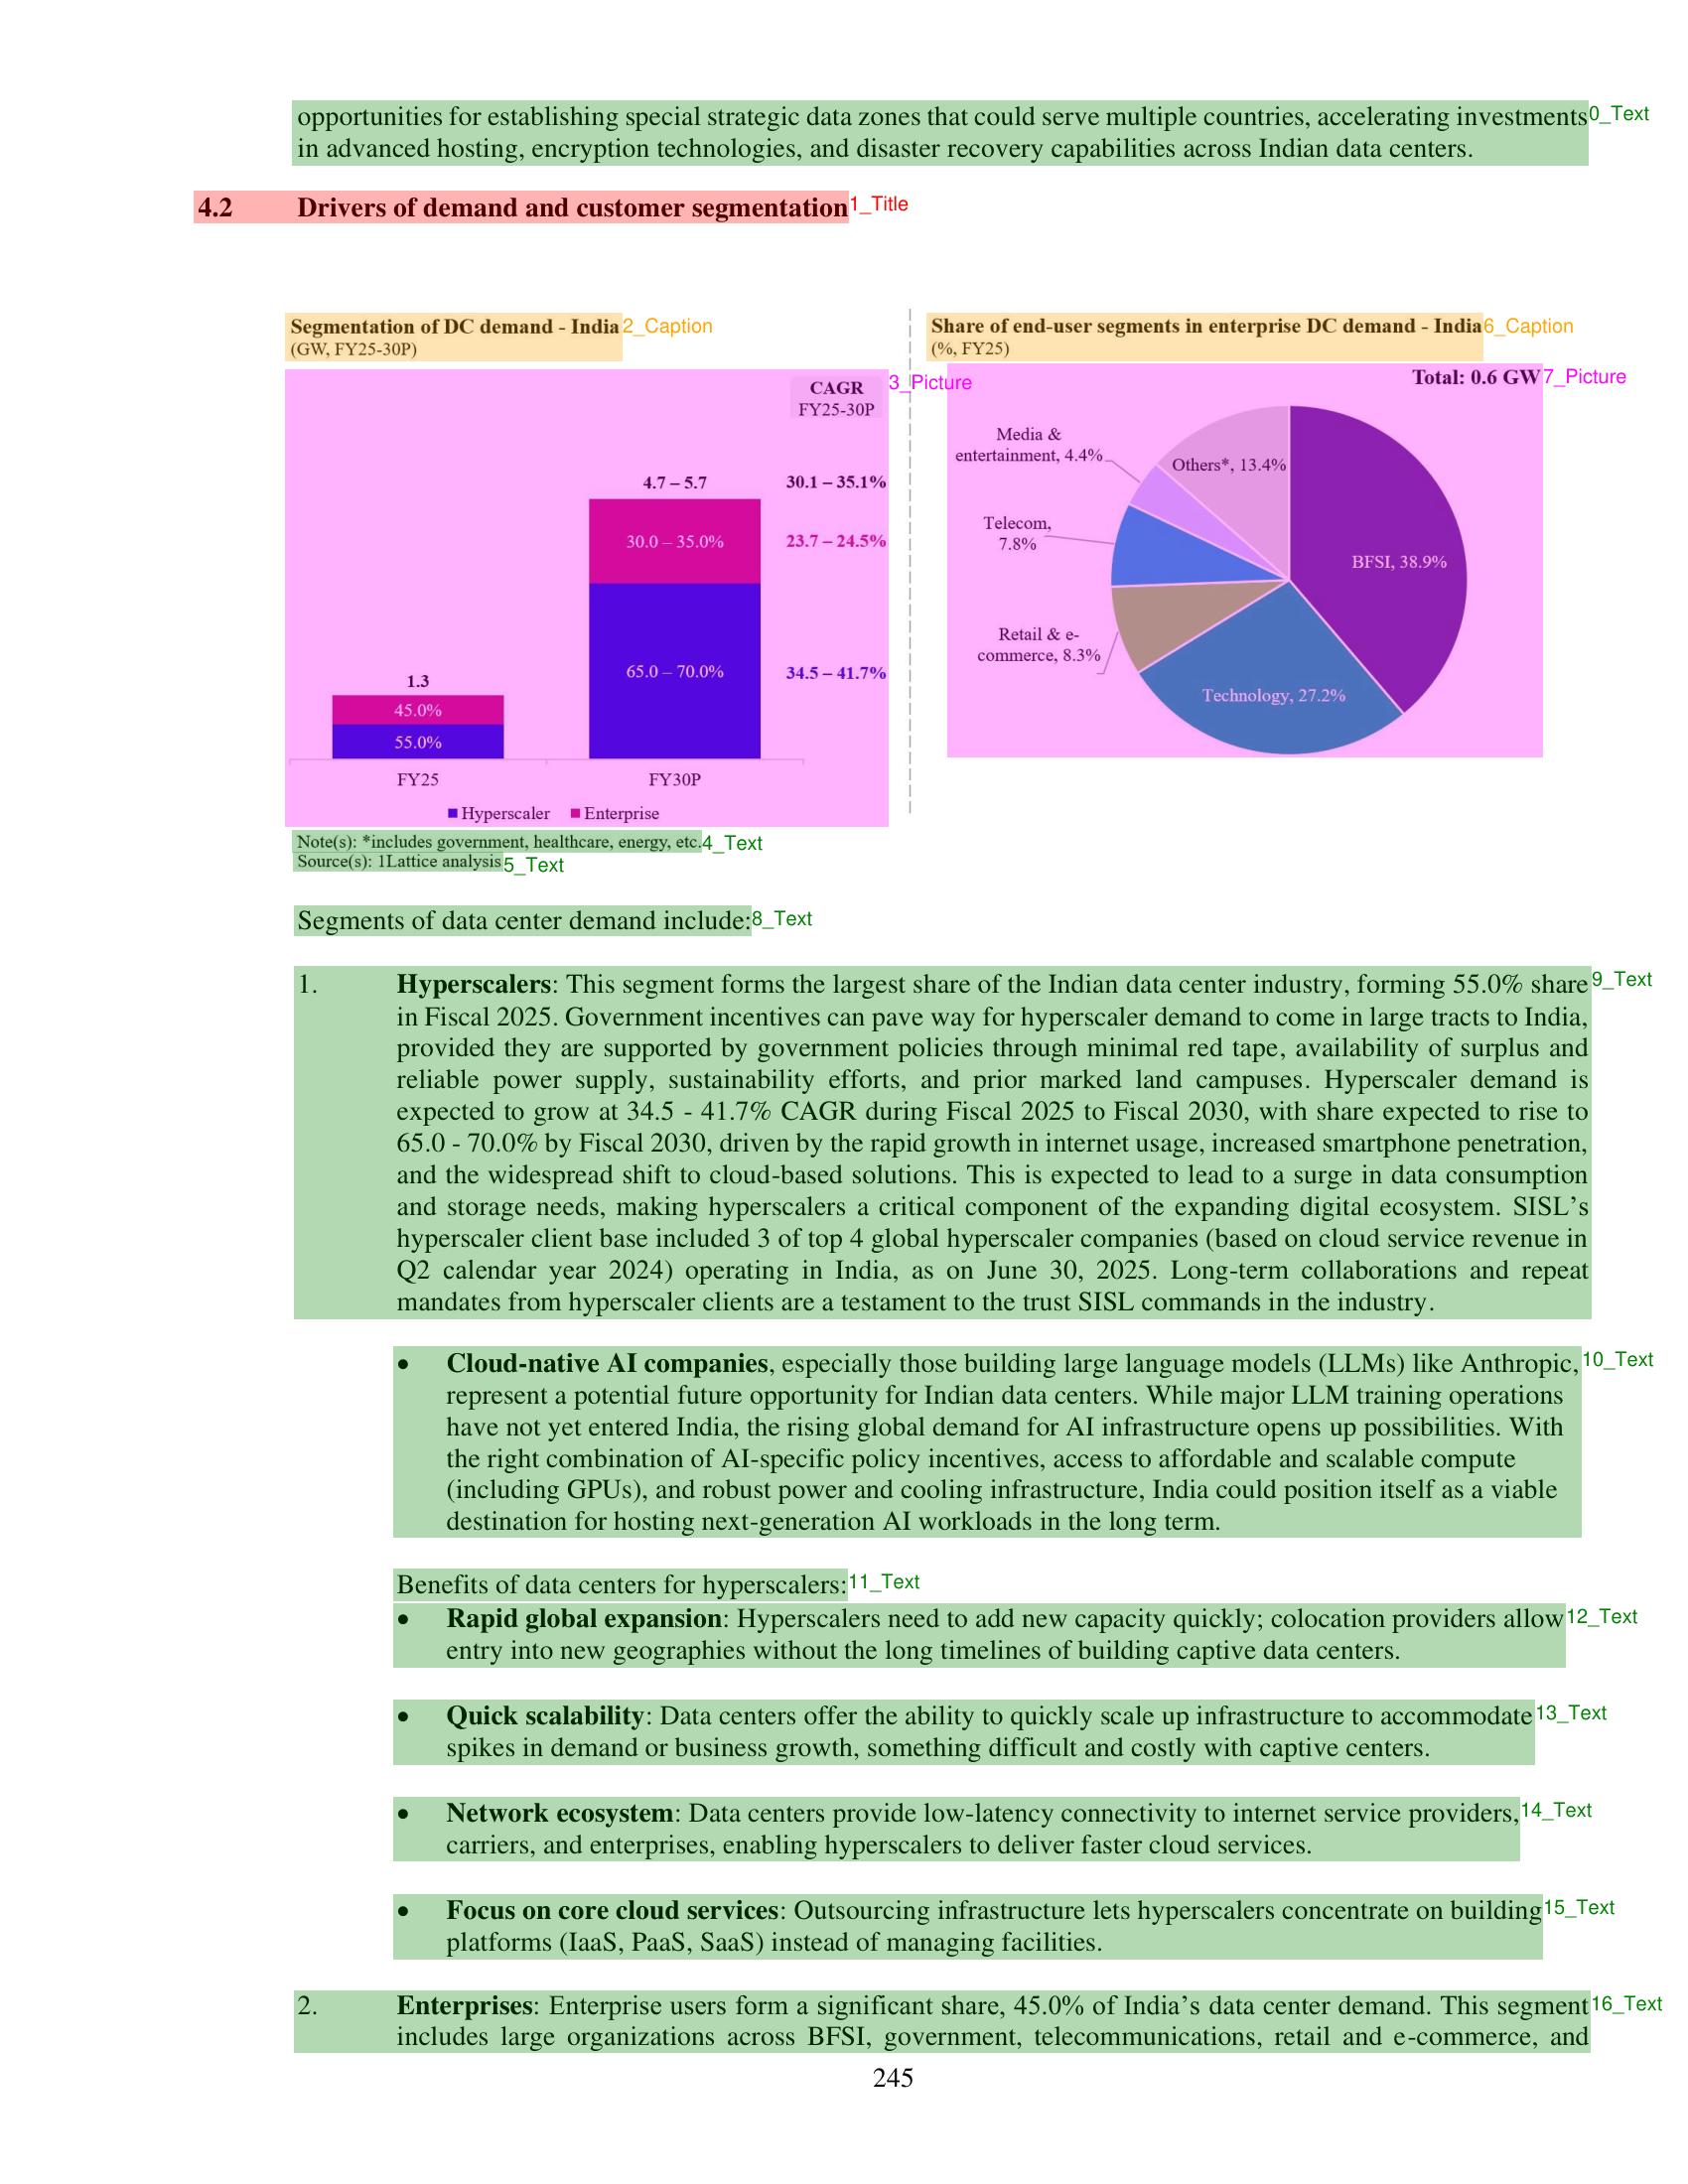 opportunities for establishing special strategic data zones that could serve multiple countries, accelerating investments 0_Text
in advanced hosting, encryption technologies, and disaster recovery capabilities across Indian data centers.
4.2 Drivers of demand and customer segmentation 1_Title
Segmentation of DC demand - India 2_Caption
(GW, FY25-30P)
3_Picture
CAGR
FY25-30P
4.7 – 5.7
30.1 – 35.1%
30.0 – 35.0%
23.7 – 24.5%
65.0 – 70.0%
34.5 – 41.7%
1.3
45.0%
55.0%
FY25
FY30P
Hyperscaler
Enterprise
Note(s): *includes government, healthcare, energy, etc. 4_Text
Source(s): 1Lattice analysis 5_Text
Share of end-user segments in enterprise DC demand - India 6_Caption
(%, FY25)
Total: 0.6 GW 7_Picture
Media &
entertainment, 4.4%
Others*, 13.4%
Telecom,
7.8%
BFSI, 38.9%
Retail & e-
commerce, 8.3%
Technology, 27.2%
Segments of data center demand include: 8_Text
1. Hyperscalers: This segment forms the largest share of the Indian data center industry, forming 55.0% share 9_Text
in Fiscal 2025. Government incentives can pave way for hyperscaler demand to come in large tracts to India,
provided they are supported by government policies through minimal red tape, availability of surplus and
reliable power supply, sustainability efforts, and prior marked land campuses. Hyperscaler demand is
expected to grow at 34.5 - 41.7% CAGR during Fiscal 2025 to Fiscal 2030, with share expected to rise to
65.0 - 70.0% by Fiscal 2030, driven by the rapid growth in internet usage, increased smartphone penetration,
and the widespread shift to cloud-based solutions. This is expected to lead to a surge in data consumption
and storage needs, making hyperscalers a critical component of the expanding digital ecosystem. SISL’s
hyperscaler client base included 3 of top 4 global hyperscaler companies (based on cloud service revenue in
Q2 calendar year 2024) operating in India, as on June 30, 2025. Long-term collaborations and repeat
mandates from hyperscaler clients are a testament to the trust SISL commands in the industry.
• Cloud-native AI companies, especially those building large language models (LLMs) like Anthropic, 10_Text
represent a potential future opportunity for Indian data centers. While major LLM training operations
have not yet entered India, the rising global demand for AI infrastructure opens up possibilities. With
the right combination of AI-specific policy incentives, access to affordable and scalable compute
(including GPUs), and robust power and cooling infrastructure, India could position itself as a viable
destination for hosting next-generation AI workloads in the long term.
Benefits of data centers for hyperscalers: 11_Text
• Rapid global expansion: Hyperscalers need to add new capacity quickly; colocation providers allow 12_Text
entry into new geographies without the long timelines of building captive data centers.
• Quick scalability: Data centers offer the ability to quickly scale up infrastructure to accommodate 13_Text
spikes in demand or business growth, something difficult and costly with captive centers.
• Network ecosystem: Data centers provide low-latency connectivity to internet service providers, 14_Text
carriers, and enterprises, enabling hyperscalers to deliver faster cloud services.
• Focus on core cloud services: Outsourcing infrastructure lets hyperscalers concentrate on building 15_Text
platforms (IaaS, PaaS, SaaS) instead of managing facilities.
2. Enterprises: Enterprise users form a significant share, 45.0% of India’s data center demand. This segment 16_Text
includes large organizations across BFSI, government, telecommunications, retail and e-commerce, and
245